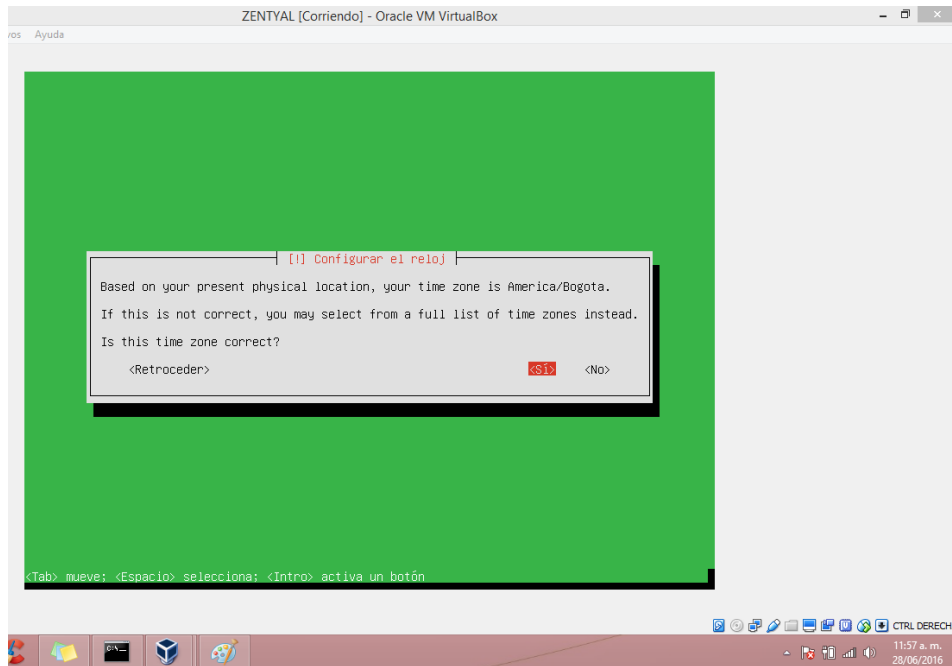 ZENTYAL [Corriendo] - Oracle VM VirtualBox
vos Ayuda
[!] Configurar el reloj
Based on your present physical location, your time zone is America/Bogota.
If this is not correct, you may select from a full list of time zones instead.
Is this time zone correct?
<Retroceder> <Sí> <No>
<Tab> mueve; <Espacio> selecciona; <Intro> activa un botón
CTRL DERECH
C:\
11:57 a. m.
28/06/2016